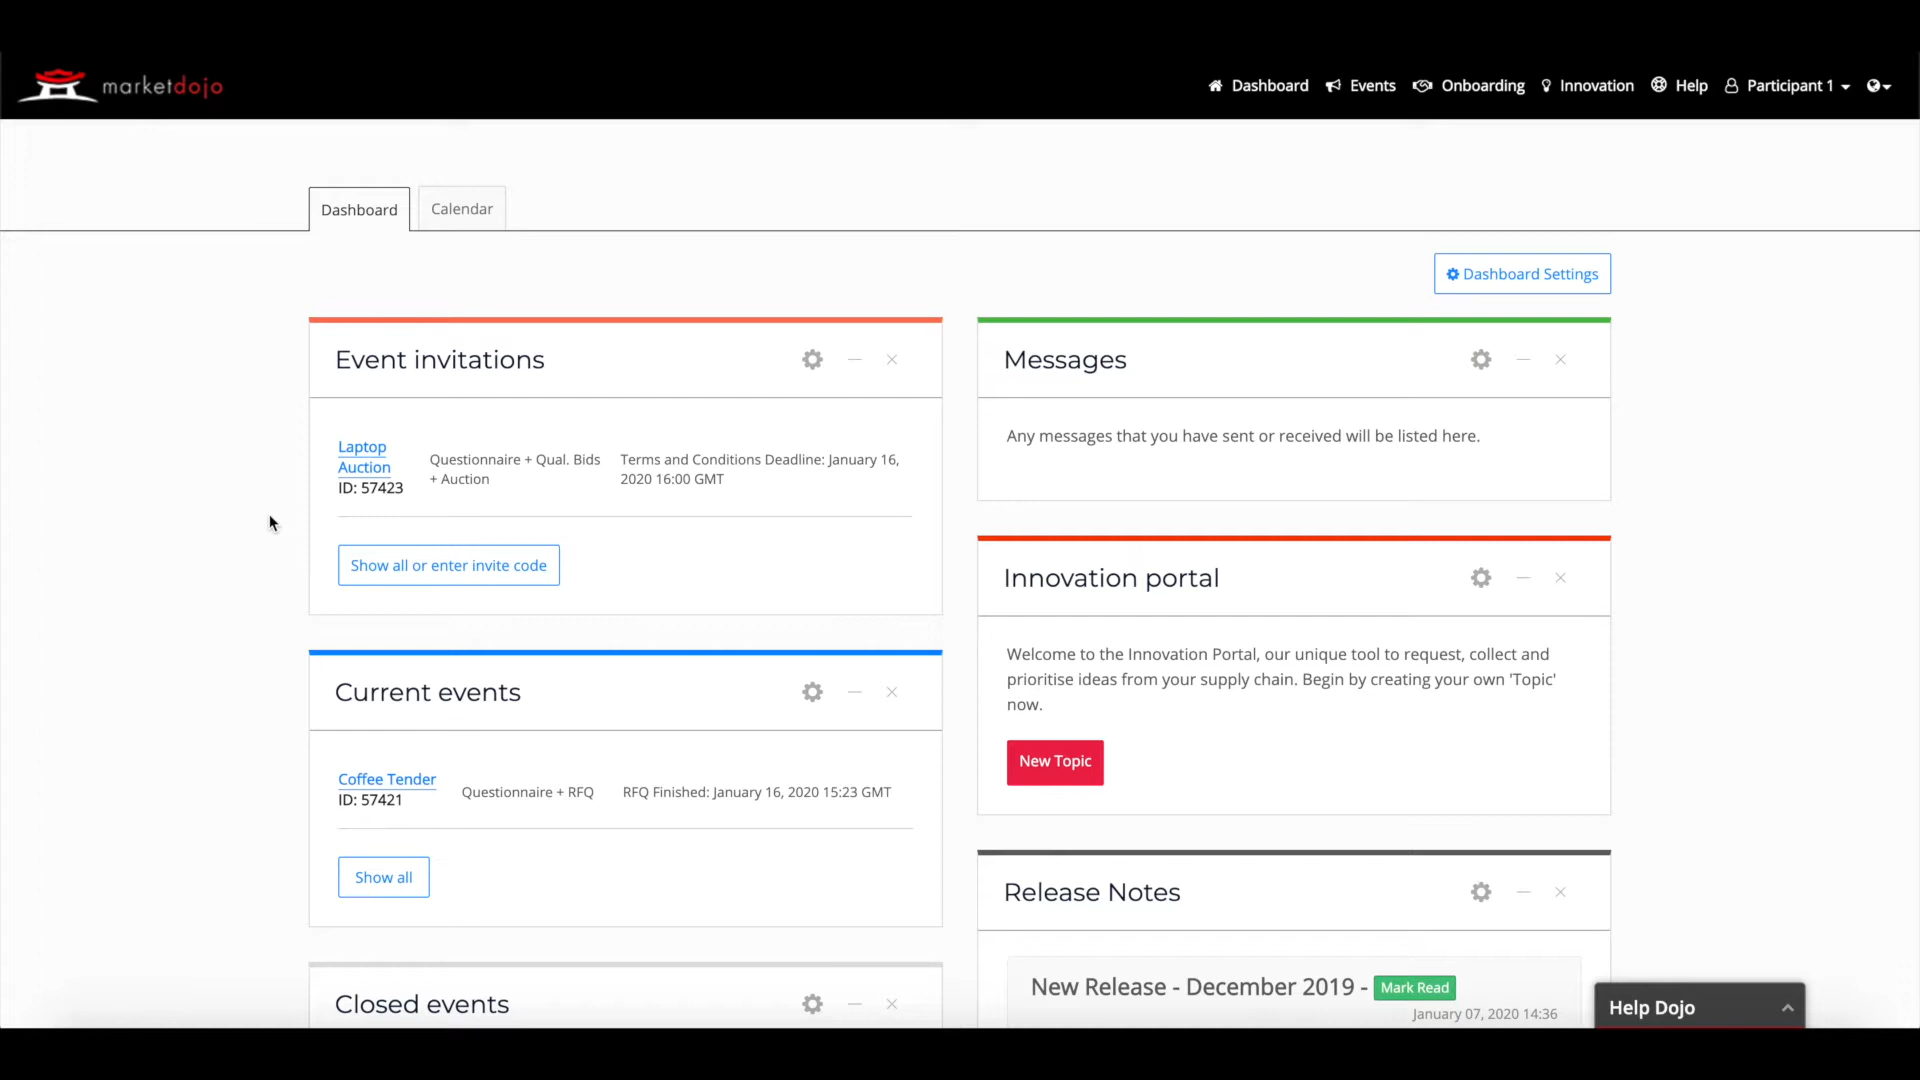 marketdojo
Dashboard Events Onboarding Innovation Help Participant 1
Dashboard Calendar
Dashboard Settings
Event invitations
Laptop
Auction
ID: 57423
Questionnaire + Qual. Bids
+ Auction
Terms and Conditions Deadline: January 16,
2020 16:00 GMT
Show all or enter invite code
Current events
Coffee Tender
ID: 57421
Questionnaire + RFQ
RFQ Finished: January 16, 2020 15:23 GMT
Show all
Closed events
Messages
Any messages that you have sent or received will be listed here.
Innovation portal
Welcome to the Innovation Portal, our unique tool to request, collect and
prioritise ideas from your supply chain. Begin by creating your own 'Topic'
now.
New Topic
Release Notes
New Release - December 2019 - Mark Read
January 07, 2020 14:36
Help Dojo